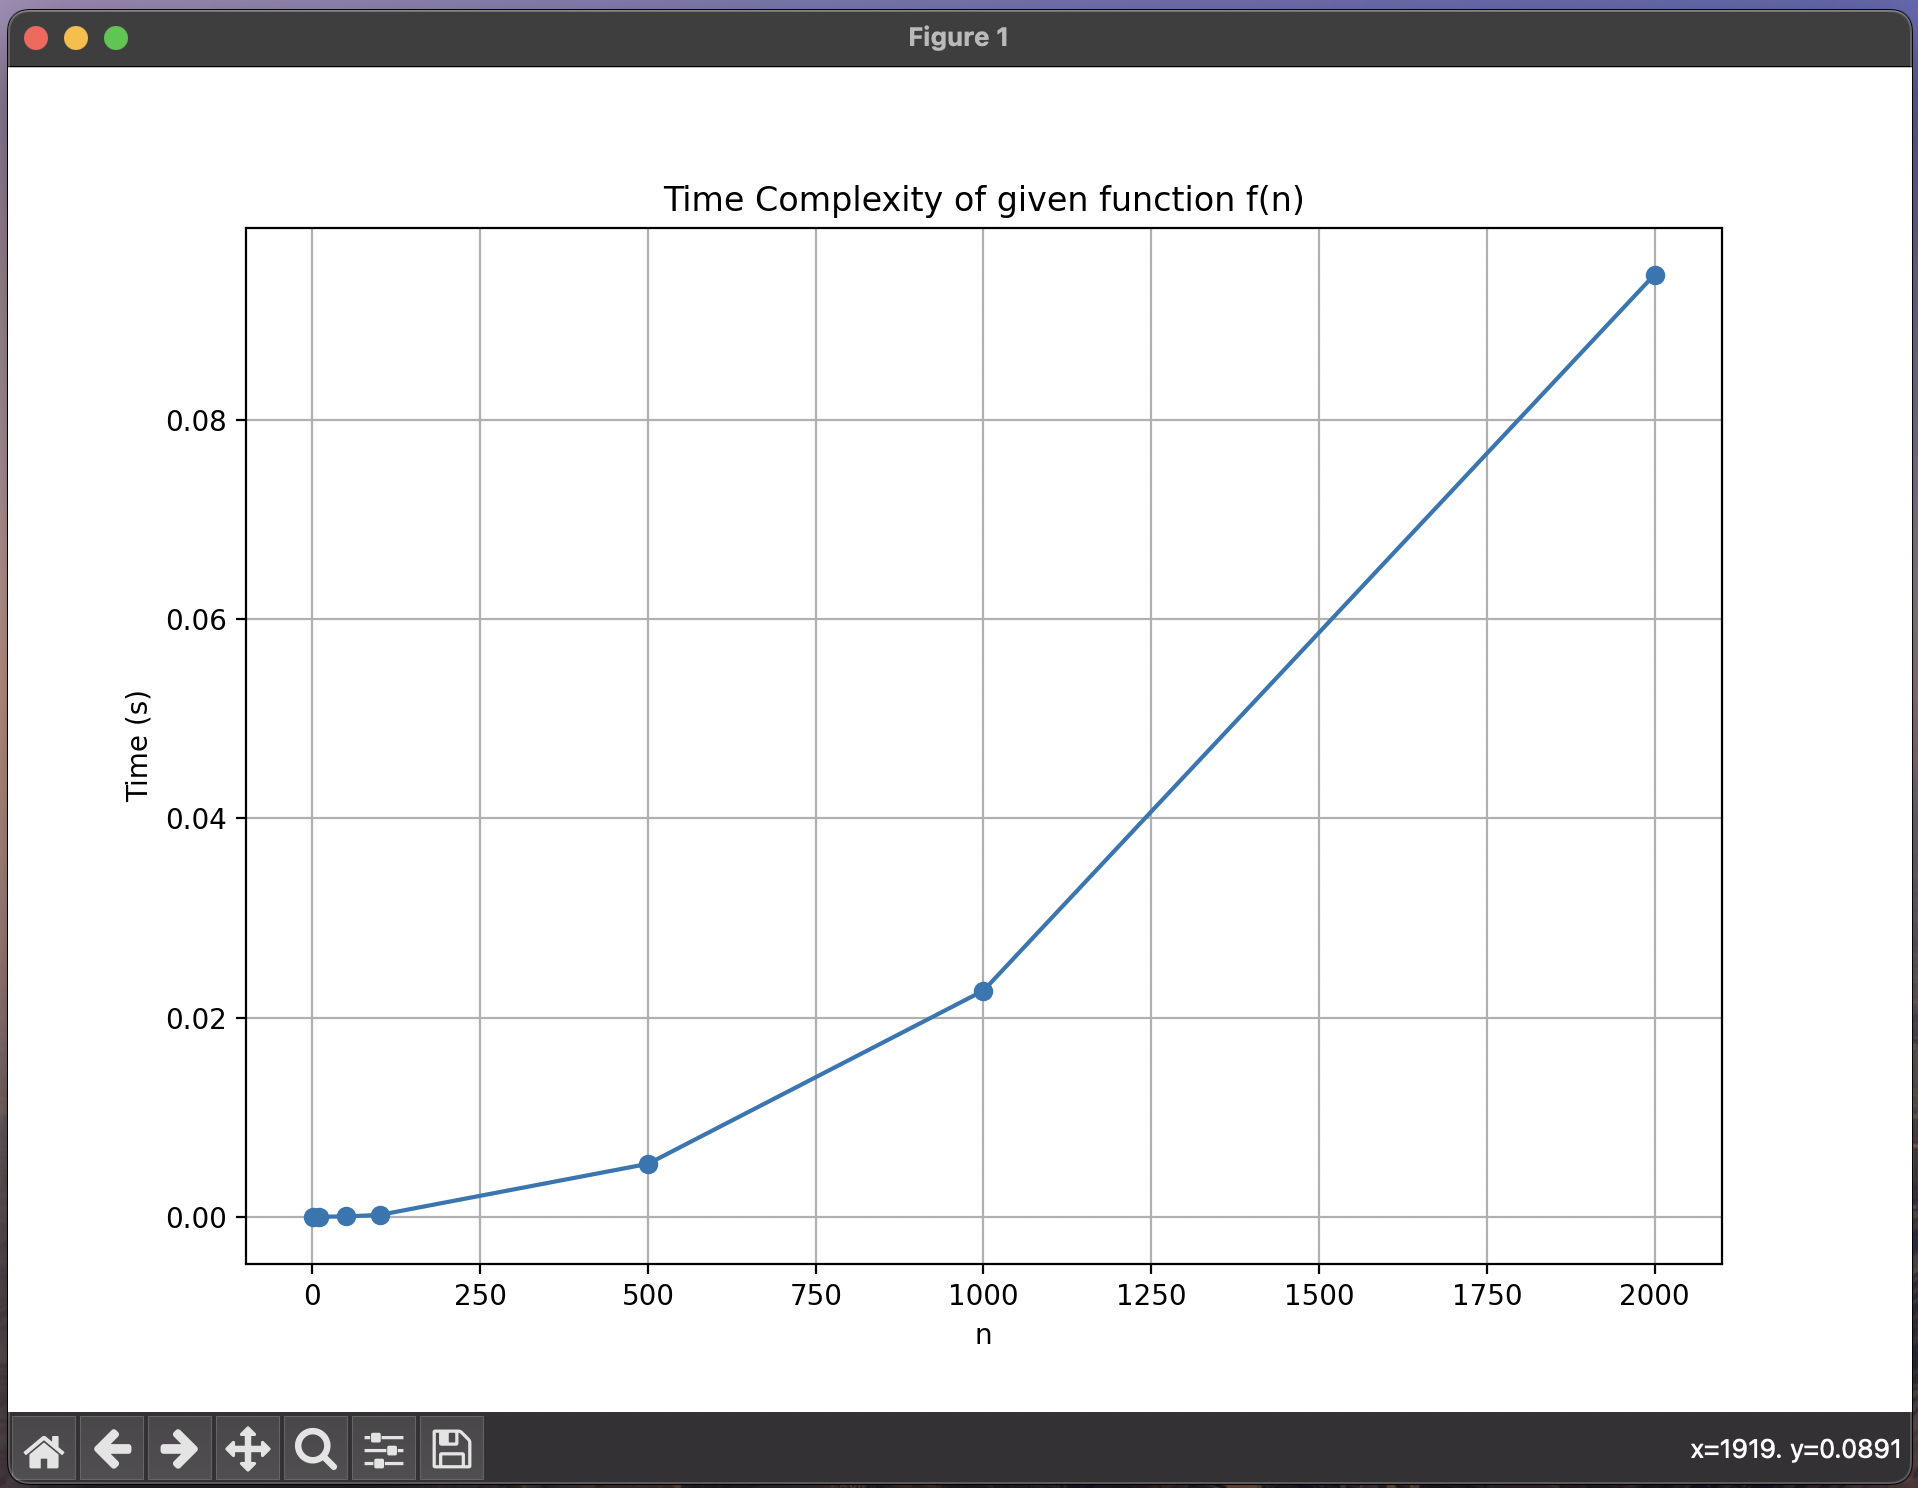 Figure 1
Time Complexity of given function f(n)
0.08
0.06
0.04
0.02
0.00
Time (s)
0 250 500 750 1000 1250 1500 1750 2000
n
x=1919. y=0.0891